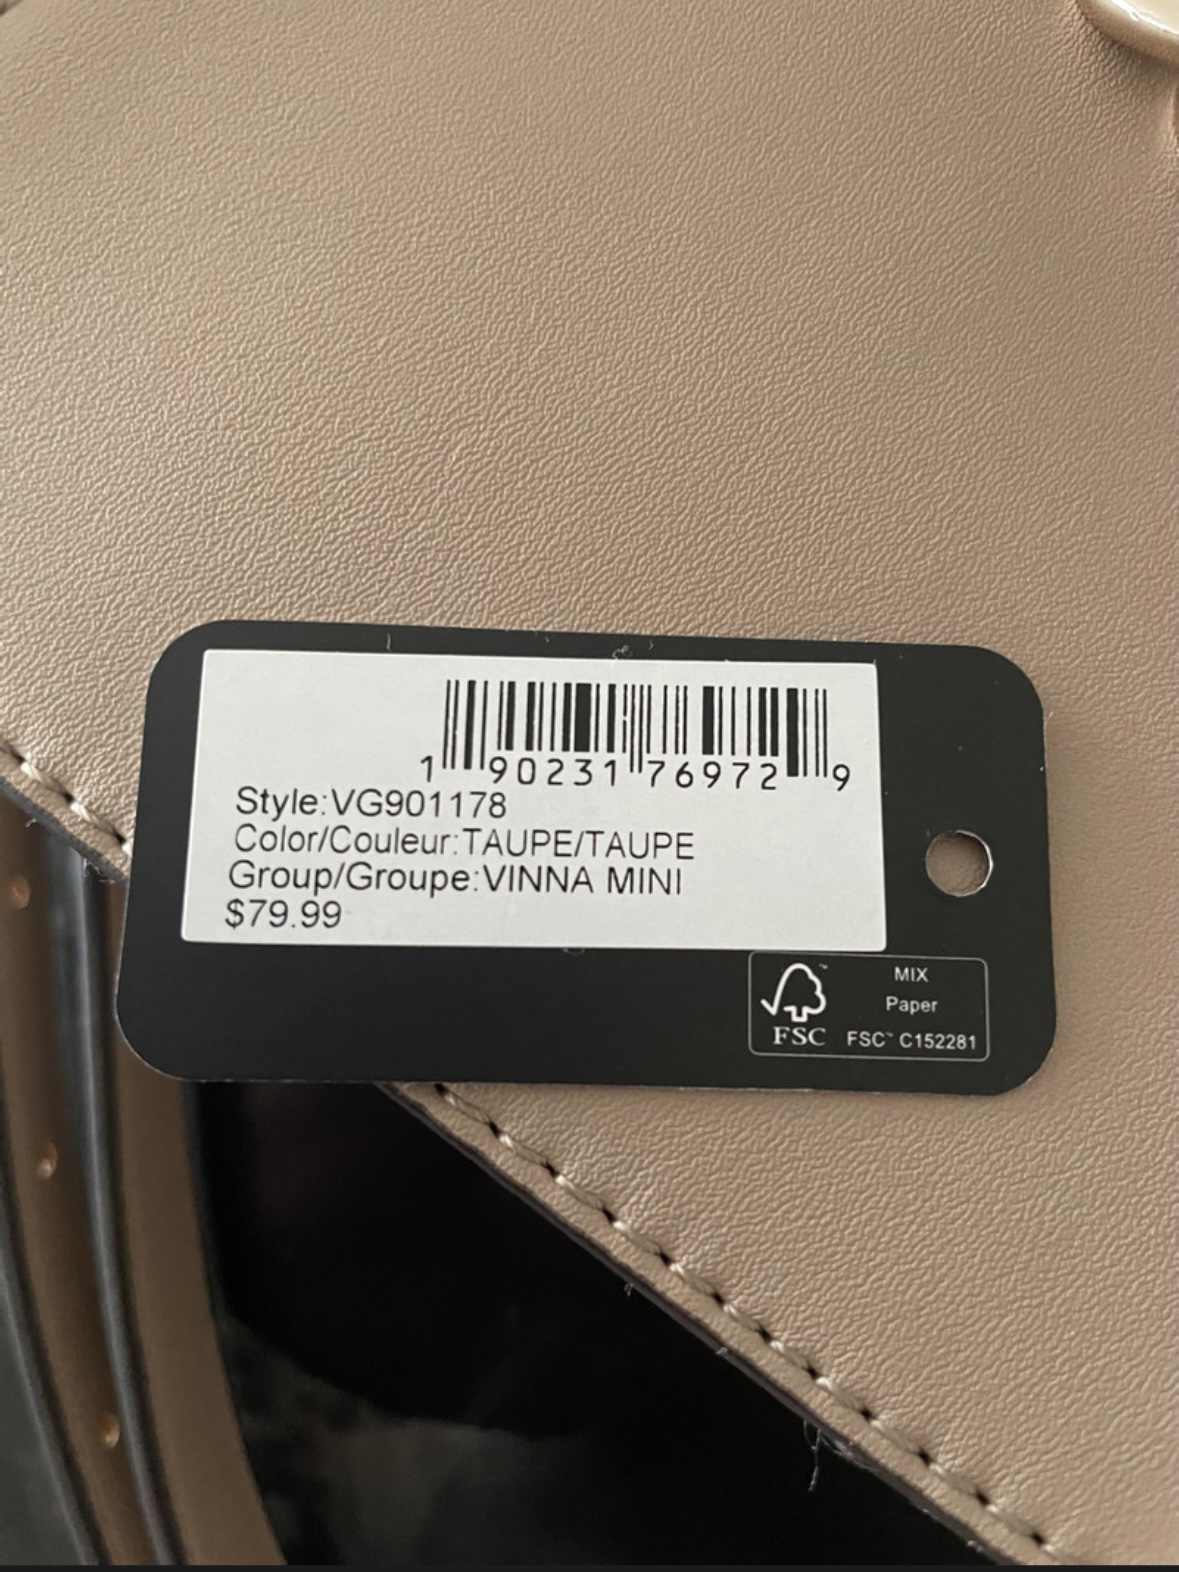 1 90231 76972 9
Style:VG901178
Color/Couleur:TAUPE/TAUPE
Group/Groupe:VINNA MINI
$79.99
MIX
Paper
FSC™ C152281
FSC